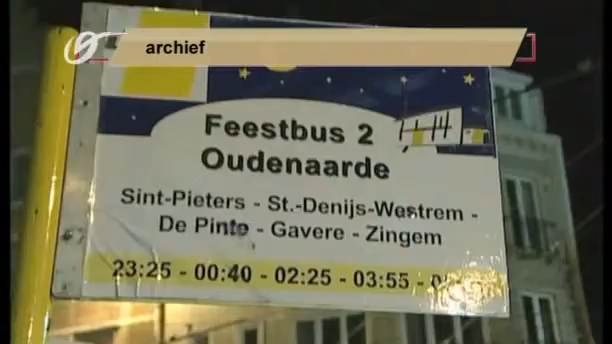 archief
Feestbus 2
Oudenaarde
Sint-Pieters - St.-Denijs-Westrem -
De Pinte - Gavere - Zingem
23:25 - 00:40 - 02:25 - 03:55 -